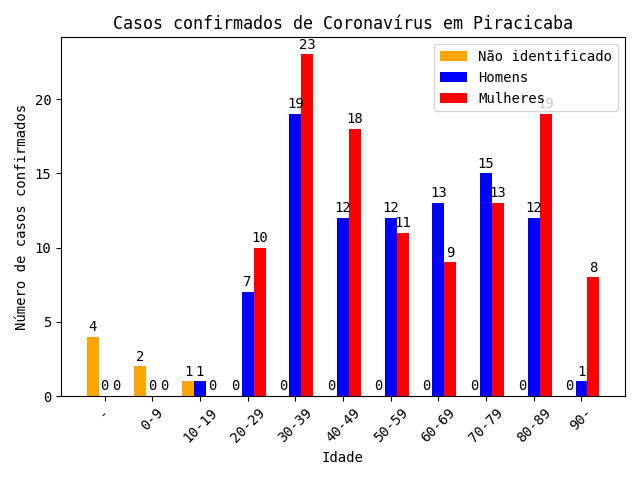 Casos confirmados de Coronavírus em Piracicaba
Não identificado
Homens
Mulheres
Número de casos confirmados
20
15
10
5
0
4 0 0
2 0 0
1 1 0
0 7 10
0 19 23
0 12 18
0 12 11
0 13 9
0 15 13
0 12 19
0 1 8
- 0-9 10-19 20-29 30-39 40-49 50-59 60-69 70-79 80-89 90-
Idade